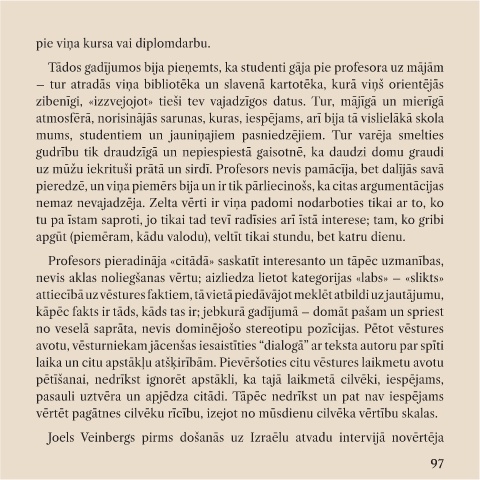 pie viņa kursa vai diplomdarbu.
Tādos gadījumos bija pieņemts, ka studenti gāja pie profesora uz mājām
– tur atradās viņa bibliotēka un slavenā kartotēka, kurā viņš orientējās
zibenīgi, «izzvejojot» tieši tev vajadzīgos datus. Tur, mājīgā un mierīgā
atmosfērā, norisinājās sarunas, kuras, iespējams, arī bija tā vislielākā skola
mums, studentiem un jauniņajiem pasniedzējiem. Tur varēja smelties
gudrību tik draudzīgā un nepiespiestā gaisotnē, ka daudzi domu graudi
uz mūžu iekrituši prātā un sirdī. Profesors nevis pamācīja, bet dalījās savā
pieredzē, un viņa piemērs bija un ir tik pārliecinošs, ka citas argumentācijas
nemaz nevajadzēja. Zelta vērti ir viņa padomi nodarboties tikai ar to, ko
tu pa īstam saproti, jo tikai tad tevī radīsies arī īstā interese; tam, ko gribi
apgūt (piemēram, kādu valodu), veltīt tikai stundu, bet katru dienu.
Profesors pieradināja «citādā» saskatīt interesanto un tāpēc uzmanības,
nevis aklas noliegšanas vērtu; aizliedza lietot kategorijas «labs» – «slikts»
attiecībā uz vēstures faktiem, tā vietā piedāvājot meklēt atbildi uz jautājumu,
kāpēc fakts ir tāds, kāds tas ir; jebkurā gadījumā – domāt pašam un spriest
no veselā saprāta, nevis dominējošo stereotipu pozīcijas. Pētot vēstures
avotu, vēsturniekam jācenšas iesaistīties “dialogā” ar teksta autoru par spīti
laika un citu apstākļu atšķirībām. Pievēršoties citu vēstures laikmetu avotu
pētīšanai, nedrīkst ignorēt apstākli, ka tajā laikmetā cilvēki, iespējams,
pasauli uztvēra un apjēdza citādi. Tāpēc nedrīkst un pat nav iespējams
vērtēt pagātnes cilvēku rīcību, izejot no mūsdienu cilvēka vērtību skalas.
Joels Veinbergs pirms došanās uz Izraēlu atvadu intervijā novērtēja
97